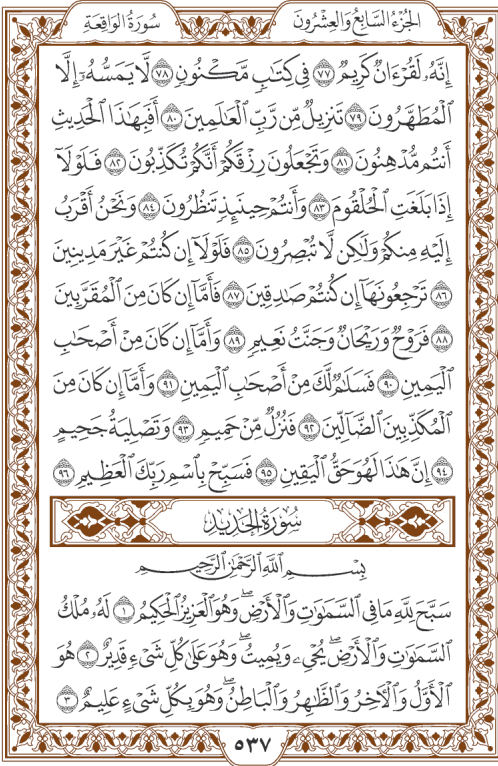 الجُزْءُ السَّابِعُ وَالعِشْرُونَ سُورَةُ الوَاقِعَةِ
إِنَّهُۥ لَقُرْءَانٌ كَرِيمٌ ٧٧ فِى كِتَٰبٍ مَّكْنُونٍ ٧٨ لَّا يَمَسُّهُۥٓ إِلَّا
ٱلْمُطَهَّرُونَ ٧٩ تَنزِيلٌ مِّن رَّبِّ ٱلْعَٰلَمِينَ ٨٠ أَفَبِهَٰذَا ٱلْحَدِيثِ
أَنتُم مُّدْهِنُونَ ٨١ وَتَجْعَلُونَ رِزْقَكُمْ أَنَّكُمْ تُكَذِّبُونَ ٨٢ فَلَوْلَآ
إِذَا بَلَغَتِ ٱلْحُلْقُومَ ٨٣ وَأَنتُمْ حِينَئِذٍ تَنظُرُونَ ٨٤ وَنَحْنُ أَقْرَبُ
إِلَيْهِ مِنكُمْ وَلَٰكِن لَّا تُبْصِرُونَ ٨٥ فَلَوْلَآ إِن كُنتُمْ غَيْرَ مَدِينِينَ
٨٦ تَرْجِعُونَهَآ إِن كُنتُمْ صَٰدِقِينَ ٨٧ فَأَمَّآ إِن كَانَ مِنَ ٱلْمُقَرَّبِينَ
٨٨ فَرَوْحٌ وَرَيْحَانٌ وَجَنَّتُ نَعِيمٍ ٨٩ وَأَمَّآ إِن كَانَ مِنْ أَصْحَٰبِ
ٱلْيَمِينِ ٩٠ فَسَلَٰمٌ لَّكَ مِنْ أَصْحَٰبِ ٱلْيَمِينِ ٩١ وَأَمَّآ إِن كَانَ مِنَ
ٱلْمُكَذِّبِينَ ٱلضَّآلِّينَ ٩٢ فَنُزُلٌ مِّنْ حَمِيمٍ ٩٣ وَتَصْلِيَةُ جَحِيمٍ
٩٤ إِنَّ هَٰذَا لَهُوَ حَقُّ ٱلْيَقِينِ ٩٥ فَسَبِّحْ بِٱسْمِ رَبِّكَ ٱلْعَظِيمِ ٩٦
سُورَةُ الحَدِيدِ
بِسْمِ ٱللَّهِ ٱلرَّحْمَٰنِ ٱلرَّحِيمِ
سَبَّحَ لِلَّهِ مَا فِى ٱلسَّمَٰوَٰتِ وَٱلْأَرْضِ ۖ وَهُوَ ٱلْعَزِيزُ ٱلْحَكِيمُ ١ لَهُۥ مُلْكُ
ٱلسَّمَٰوَٰتِ وَٱلْأَرْضِ ۖ يُحْىِۦ وَيُمِيتُ ۖ وَهُوَ عَلَىٰ كُلِّ شَىْءٍ قَدِيرٌ ٢ هُوَ
ٱلْأَوَّلُ وَٱلْءَاخِرُ وَٱلظَّٰهِرُ وَٱلْبَاطِنُ ۖ وَهُوَ بِكُلِّ شَىْءٍ عَلِيمٌ ٣
٥٣٧